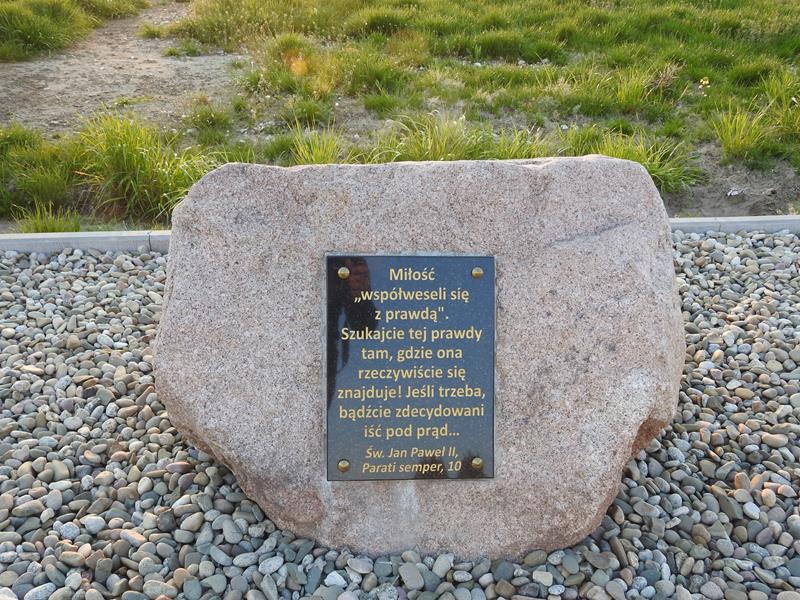 Miłość
„współweseli się
z prawdą".
Szukajcie tej prawdy
tam, gdzie ona
rzeczywiście się
znajduje! Jeśli trzeba,
bądźcie zdecydowani
iść pod prąd...
Św. Jan Paweł II,
Parati semper, 10